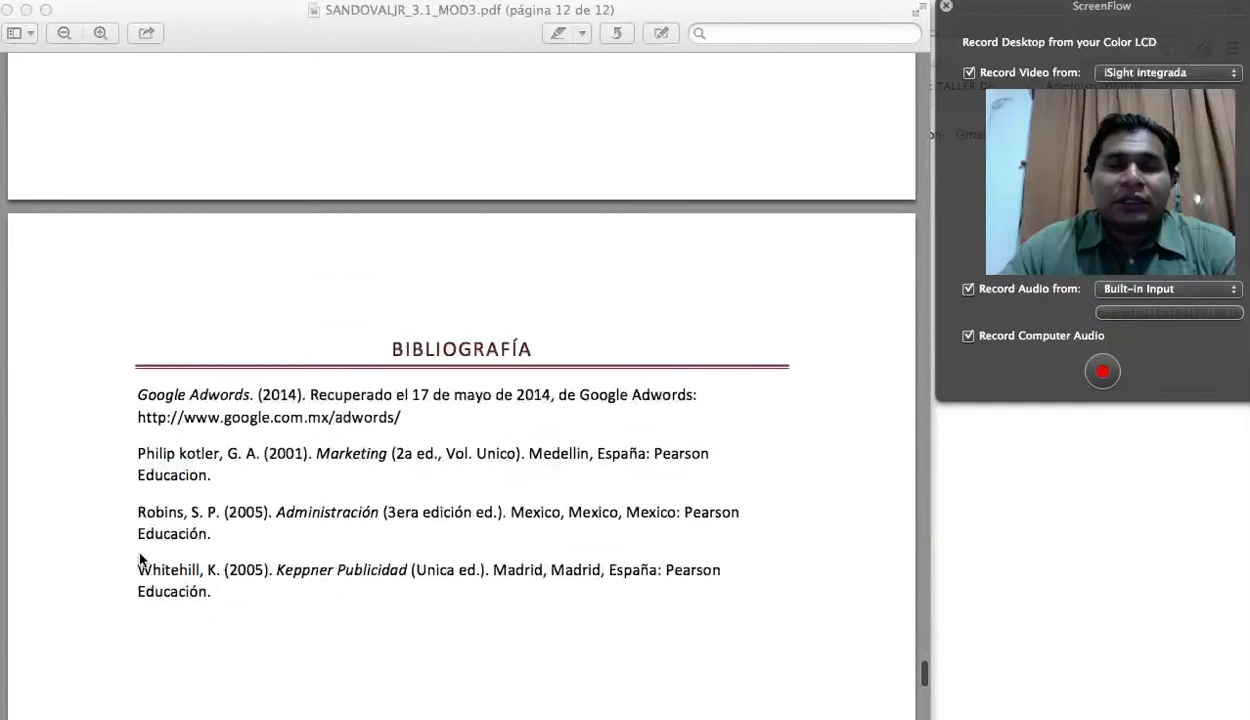 SANDOVALJR_3.1_MOD3.pdf (página 12 de 12)
BIBLIOGRAFÍA
Google Adwords. (2014). Recuperado el 17 de mayo de 2014, de Google Adwords:
http://www.google.com.mx/adwords/
Philip kotler, G. A. (2001). Marketing (2a ed., Vol. Unico). Medellin, España: Pearson
Educacion.
Robins, S. P. (2005). Administración (3era edición ed.). Mexico, Mexico, Mexico: Pearson
Educación.
Whitehill, K. (2005). Keppner Publicidad (Unica ed.). Madrid, Madrid, España: Pearson
Educación.
ScreenFlow
Record Desktop from your Color LCD
Record Video from:
iSight integrada
TALLER
Gma
Record Audio from:
Built-in Input
Record Computer Audio